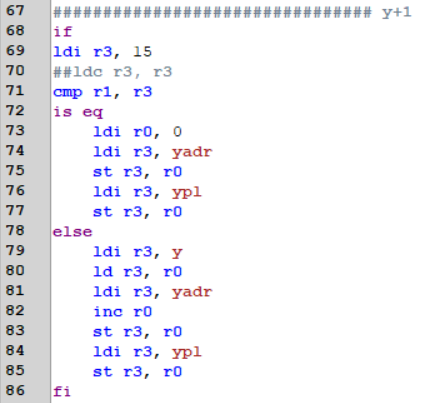 67 ################################ y+1
68 if
69 ldi r3, 15
70 ##ldc r3, r3
71 cmp r1, r3
72 is eq
73 ldi r0, 0
74 ldi r3, yadr
75 st r3, r0
76 ldi r3, ypl
77 st r3, r0
78 else
79 ldi r3, y
80 ld r3, r0
81 ldi r3, yadr
82 inc r0
83 st r3, r0
84 ldi r3, ypl
85 st r3, r0
86 fi